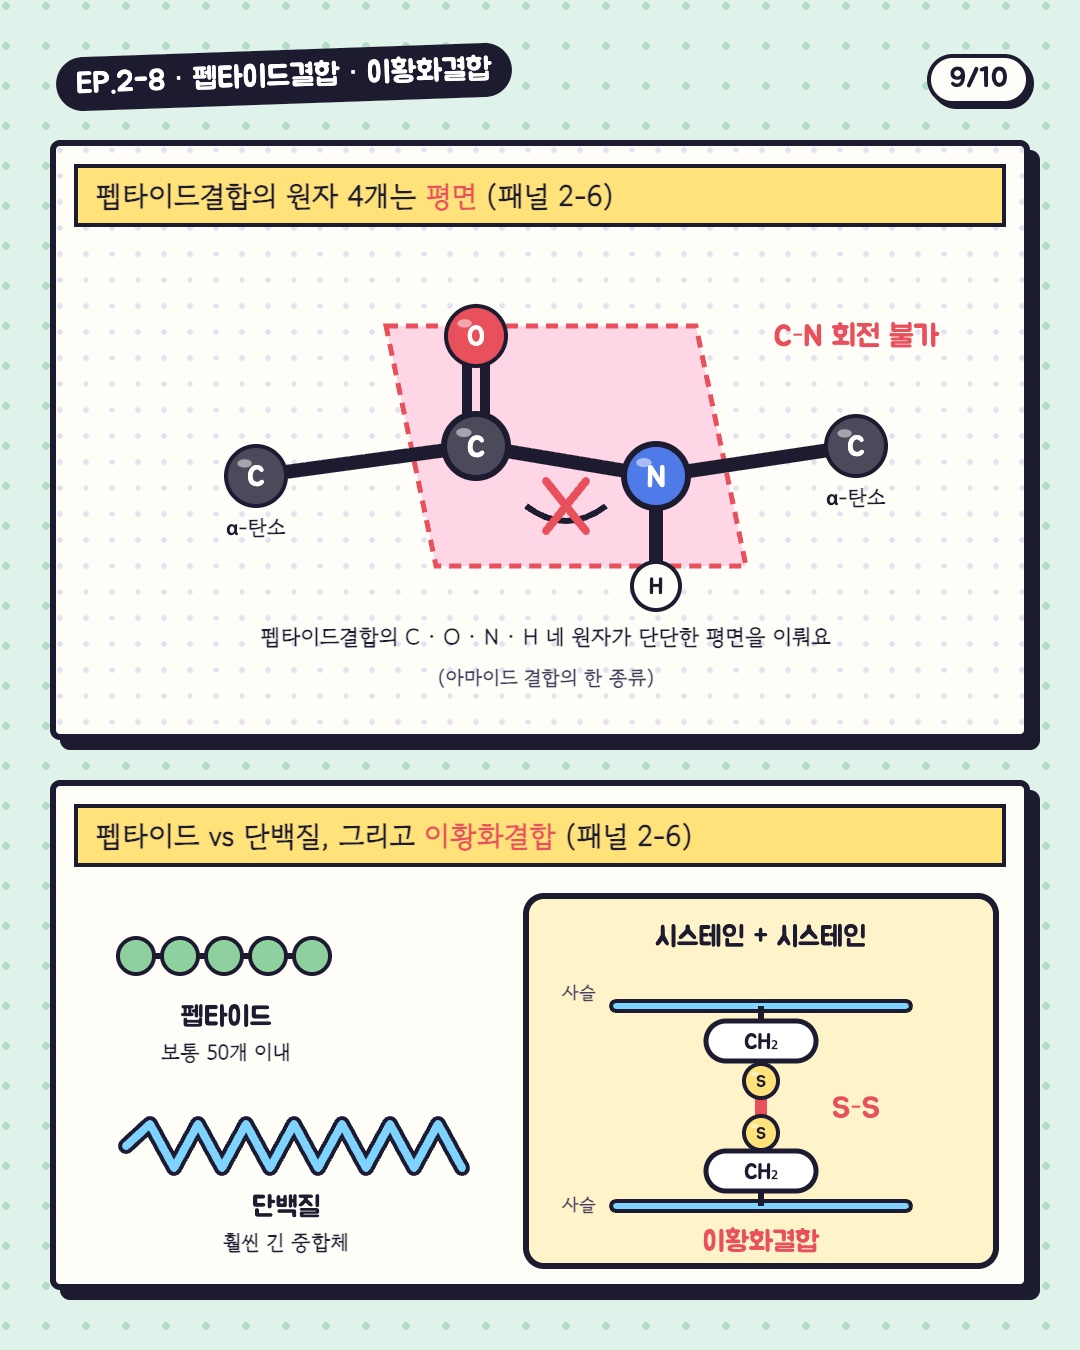 EP.2-8 · 펩타이드결합 · 이황화결합
9/10
펩타이드결합의 원자 4개는 평면 (패널 2-6)
C-N 회전 불가
O
C
C
N
C
α-탄소
α-탄소
H
펩타이드결합의 C · O · N · H 네 원자가 단단한 평면을 이뤄요
(아마이드 결합의 한 종류)
펩타이드 vs 단백질, 그리고 이황화결합 (패널 2-6)
펩타이드
보통 50개 이내
단백질
훨씬 긴 중합체
시스테인 + 시스테인
사슬
CH₂
S
S-S
S
CH₂
사슬
이황화결합